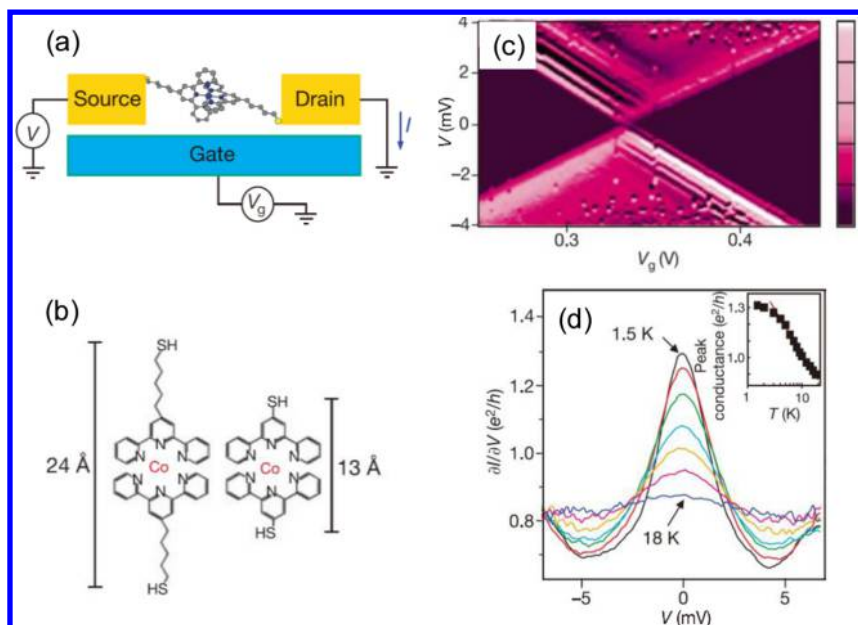 (a)
Source
Drain
V
I
Gate
Vg
(c)
4
2
0
−2
−4
V (mV)
0.3
0.4
Vg (V)
(b)
SH
24 Å
N
N
N
Co
N
N
N
HS
SH
N
N
N
Co
N
N
N
HS
13 Å
(d)
1.4
1.2
1.0
0.8
∂I/∂V (e²/h)
1.5 K
18 K
−5
0
5
V (mV)
Peak
conductance (e²/h)
1.3
1.0
1
10
T (K)